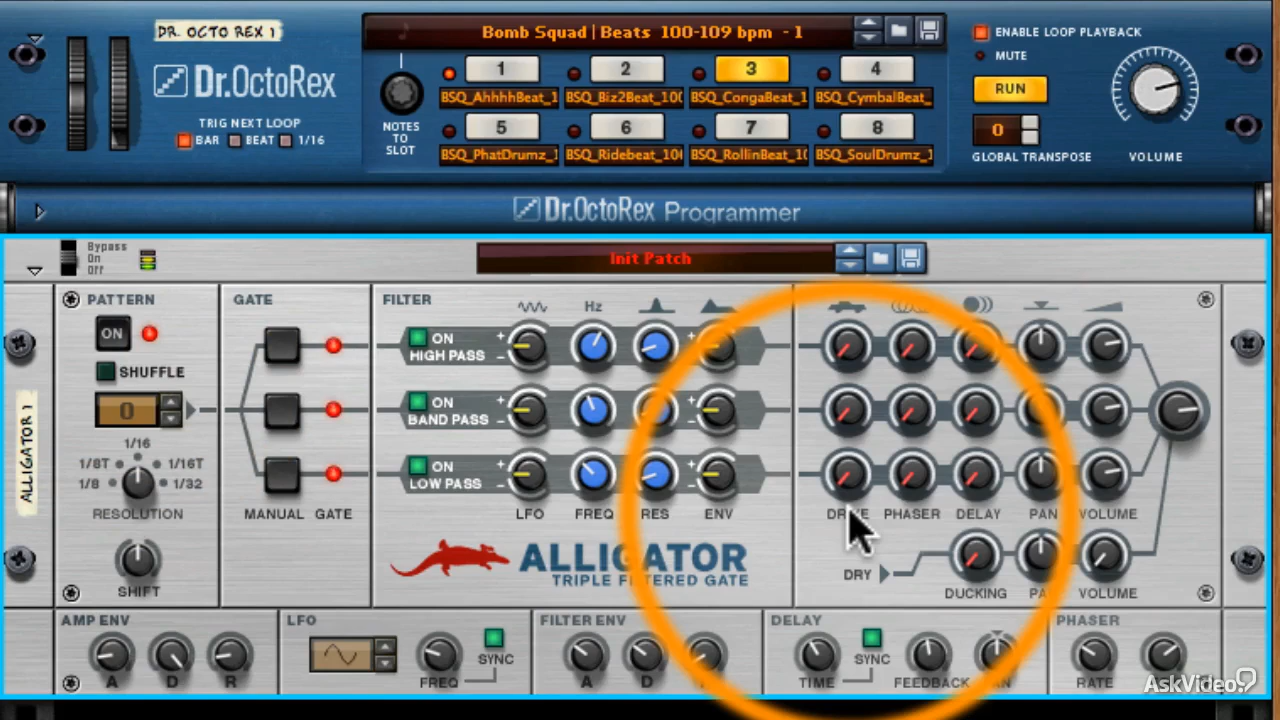 DR. OCTO REX 1
Dr.OctoRex
TRIG NEXT LOOP
BAR BEAT 1/16
Bomb Squad | Beats 100-109 bpm - 1
NOTES
TO
SLOT
1 2 3 4
BSQ_AhhhhBeat_1 BSQ_Biz2Beat_100 BSQ_CongaBeat_1 BSQ_CymbalBeat_
5 6 7 8
BSQ_PhatDrumz_1 BSQ_Ridebeat_100 BSQ_RollinBeat_10 BSQ_SoulDrumz_1
ENABLE LOOP PLAYBACK
MUTE
RUN
0
GLOBAL TRANSPOSE
VOLUME
Dr.OctoRex Programmer
Bypass
On
Off
Init Patch
ALLIGATOR 1
PATTERN
ON
SHUFFLE
0
1/16
1/8T 1/16T
1/8 1/32
RESOLUTION
SHIFT
GATE
MANUAL GATE
FILTER
Hz
ON
HIGH PASS
ON
BAND PASS
ON
LOW PASS
LFO FREQ RES ENV
ALLIGATOR
TRIPLE FILTERED GATE
DRIVE PHASER DELAY PAN VOLUME
DRY
DUCKING PAN VOLUME
AMP ENV
A D R
LFO
FREQ
SYNC
FILTER ENV
A D
DELAY
TIME
SYNC
FEEDBACK PAN
PHASER
RATE
AskVideo